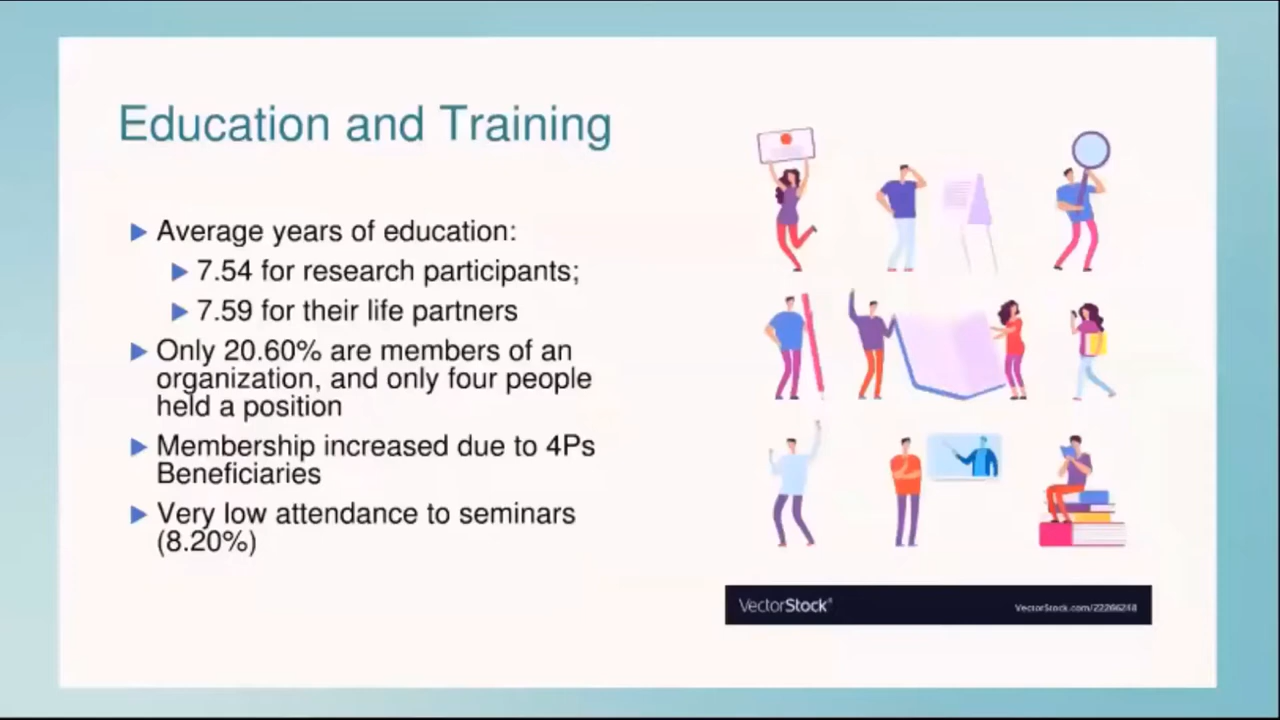 Education and Training
Average years of education:
7.54 for research participants;
7.59 for their life partners
Only 20.60% are members of an
organization, and only four people
held a position
Membership increased due to 4Ps
Beneficiaries
Very low attendance to seminars
(8.20%)
VectorStock®
VectorStock.com/22266248